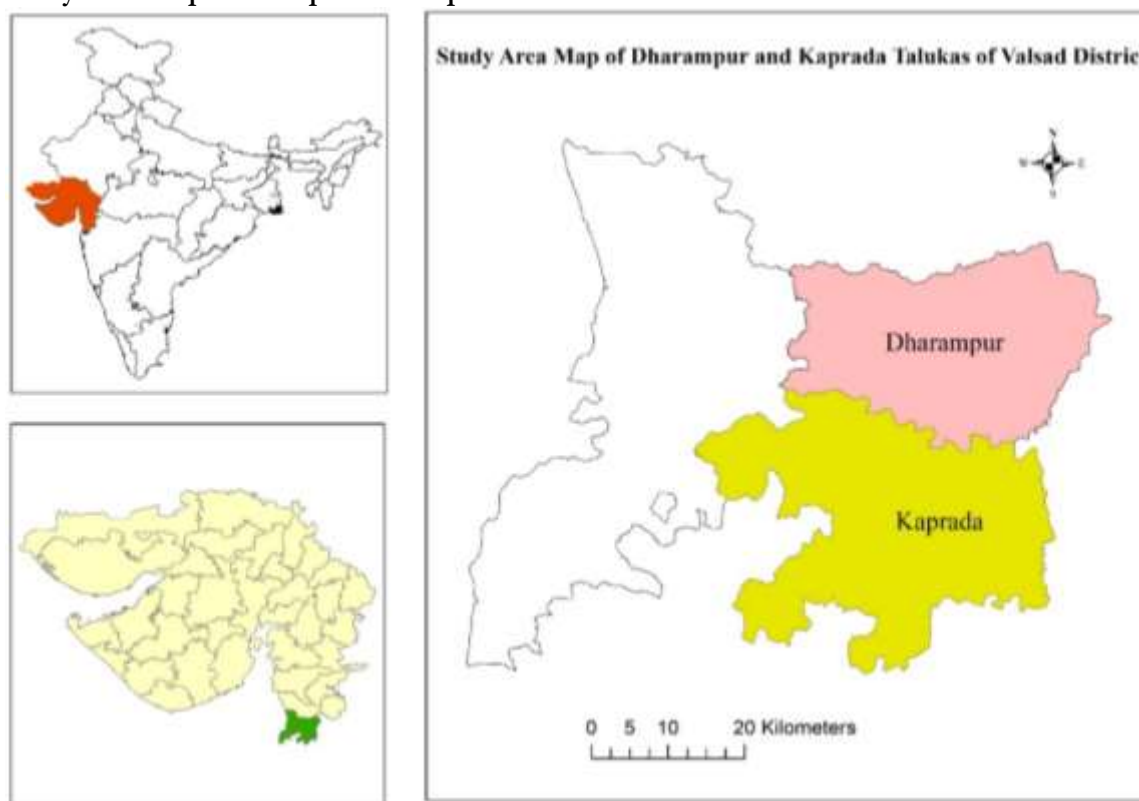 Study Area Map of Dharampur and Kaprada Talukas of Valsad Distric
N
E
S
Dharampur
Kaprada
0 5 10 20 Kilometers